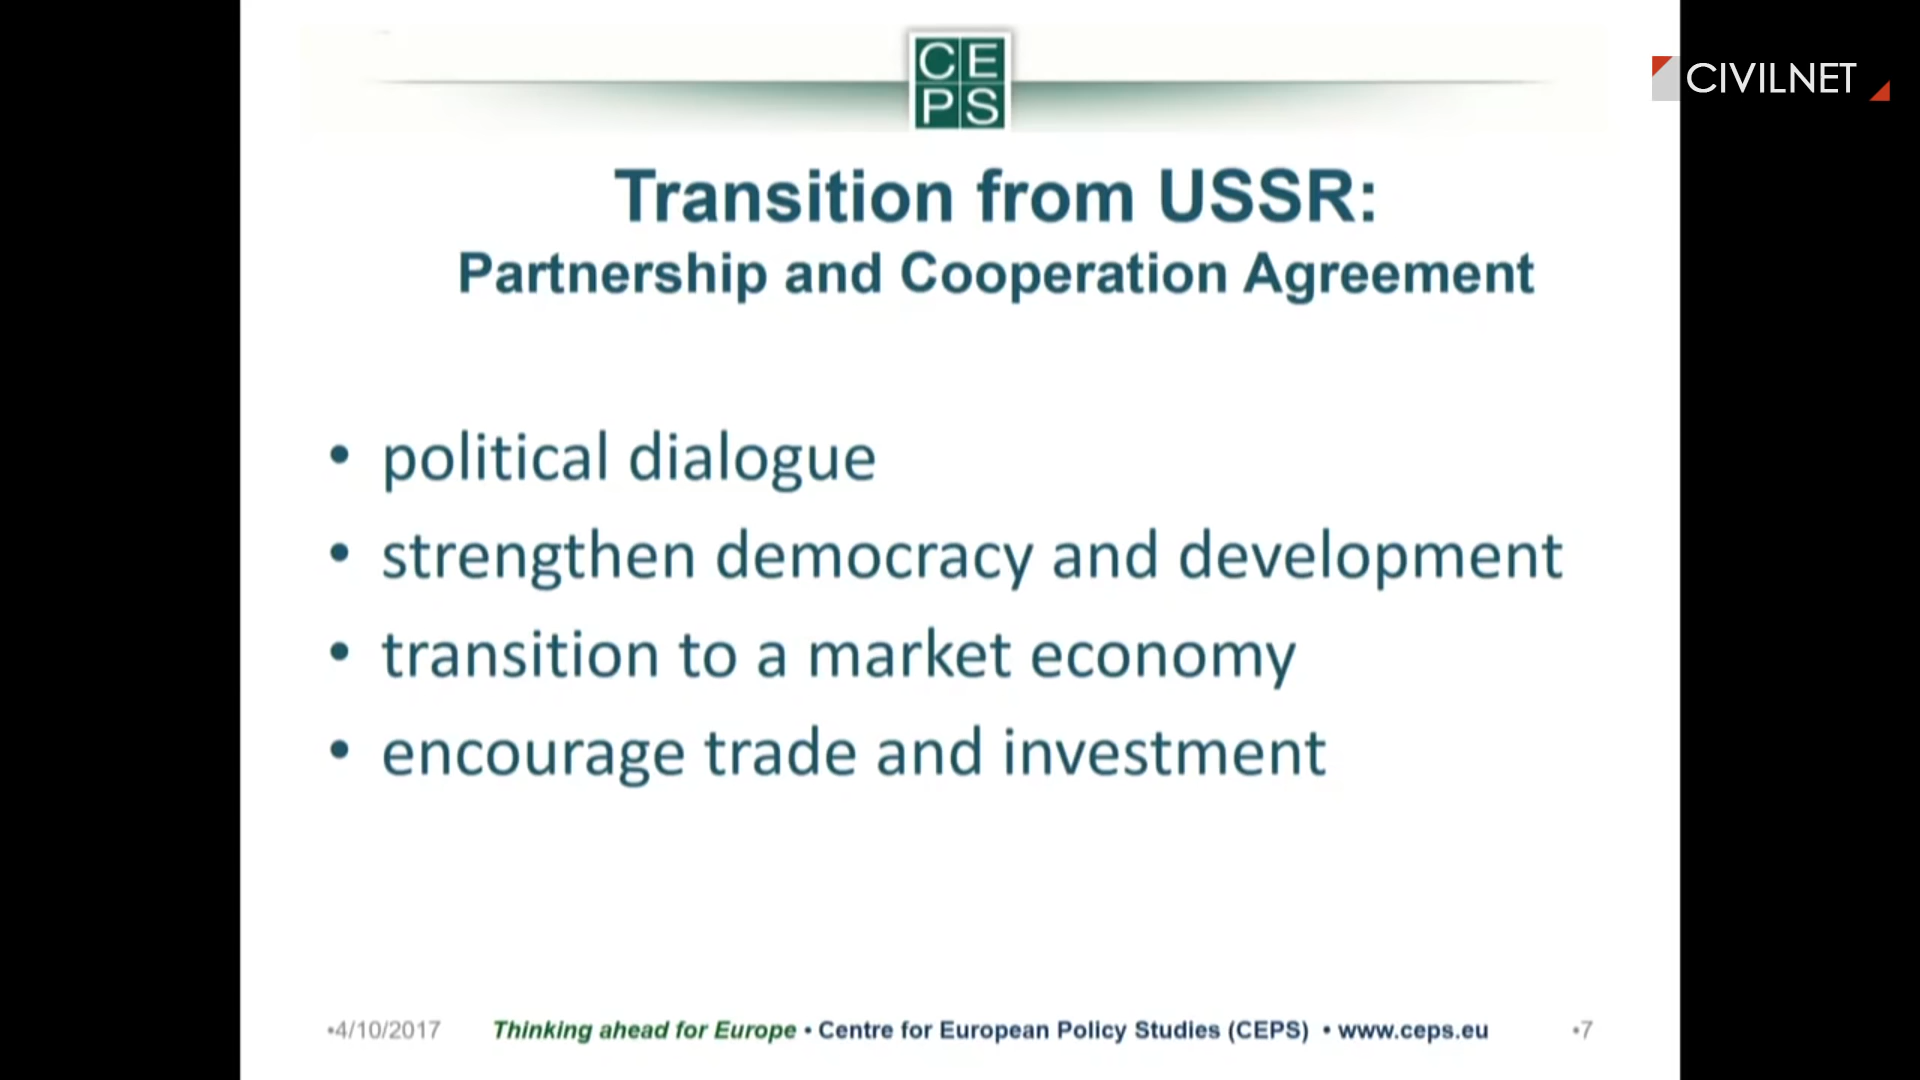 CE
PS
CIVILNET
Transition from USSR:
Partnership and Cooperation Agreement
• political dialogue
• strengthen democracy and development
• transition to a market economy
• encourage trade and investment
•4/10/2017 Thinking ahead for Europe • Centre for European Policy Studies (CEPS) • www.ceps.eu •7